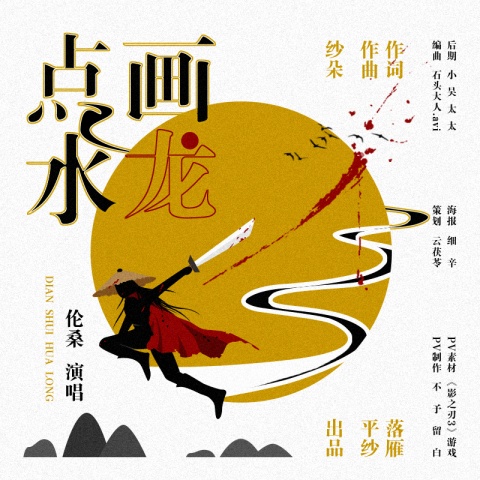 点水
画龙
DIAN SHUI HUA LONG
伦桑 演唱
作词
作曲
纱朵
后期 小吴太太
编曲 石头大人.avi
海报 细辛
策划 云茯苓
PV素材 《影之刃3》游戏
PV制作 不予留白
落雁
平纱
出品